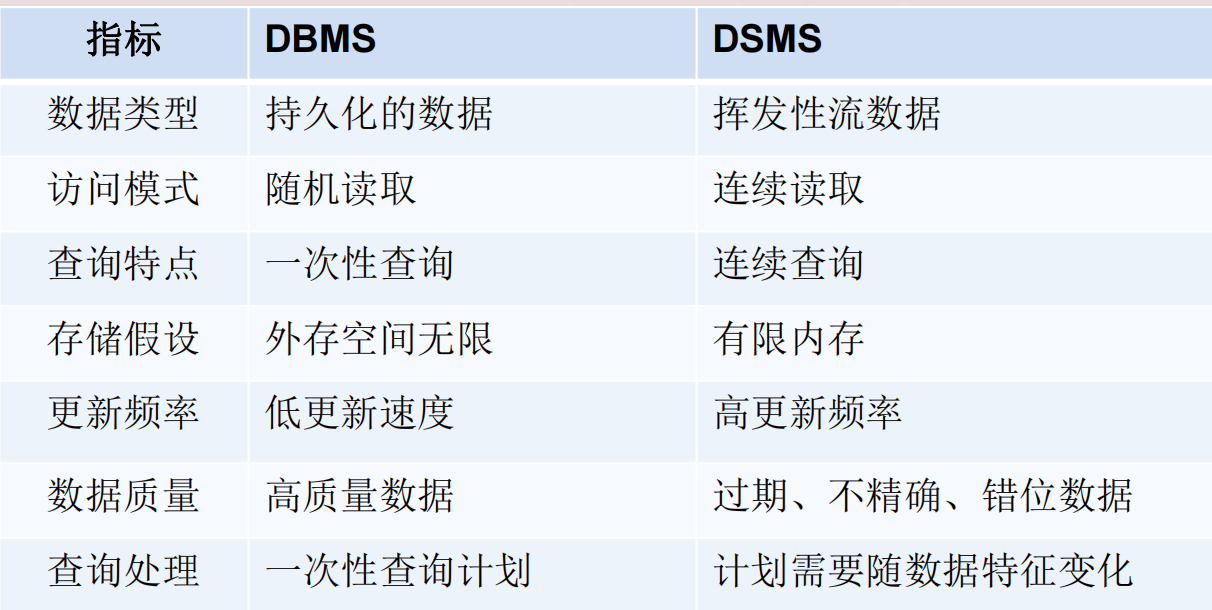 指标 DBMS DSMS
数据类型 持久化的数据 挥发性流数据
访问模式 随机读取 连续读取
查询特点 一次性查询 连续查询
存储假设 外存空间无限 有限内存
更新频率 低更新速度 高更新频率
数据质量 高质量数据 过期、不精确、错位数据
查询处理 一次性查询计划 计划需要随数据特征变化